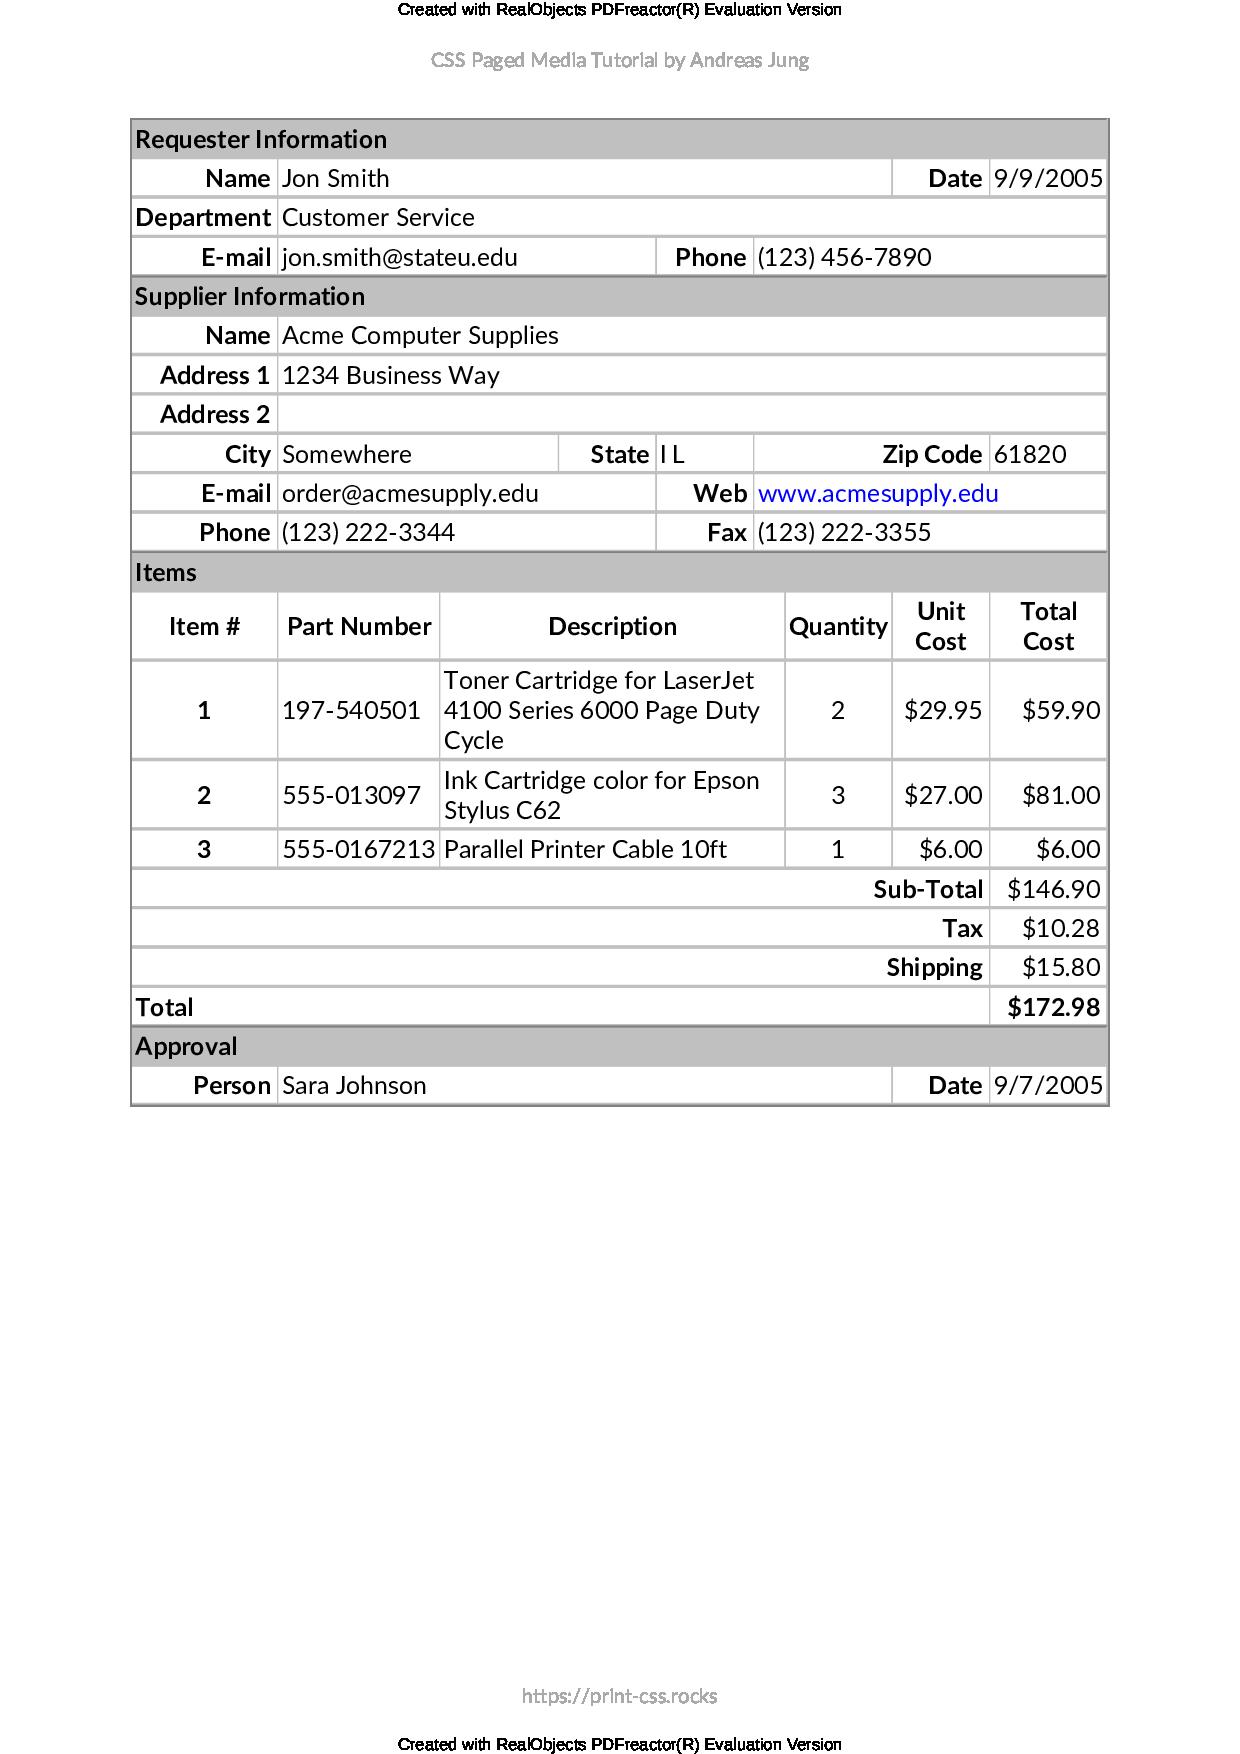 Created with RealObjects PDFreactor(R) Evaluation Version
CSS Paged Media Tutorial by Andreas Jung
Requester Information
Name Jon Smith Date 9/9/2005
Department Customer Service
E-mail jon.smith@stateu.edu Phone (123) 456-7890
Supplier Information
Name Acme Computer Supplies
Address 1 1234 Business Way
Address 2
City Somewhere State IL Zip Code 61820
E-mail order@acmesupply.edu Web www.acmesupply.edu
Phone (123) 222-3344 Fax (123) 222-3355
Items
Item # Part Number Description Quantity Unit Cost Total Cost
1 197-540501 Toner Cartridge for LaserJet 4100 Series 6000 Page Duty Cycle 2 $29.95 $59.90
2 555-013097 Ink Cartridge color for Epson Stylus C62 3 $27.00 $81.00
3 555-0167213 Parallel Printer Cable 10ft 1 $6.00 $6.00
Sub-Total $146.90
Tax $10.28
Shipping $15.80
Total $172.98
Approval
Person Sara Johnson Date 9/7/2005
https://print-css.rocks
Created with RealObjects PDFreactor(R) Evaluation Version